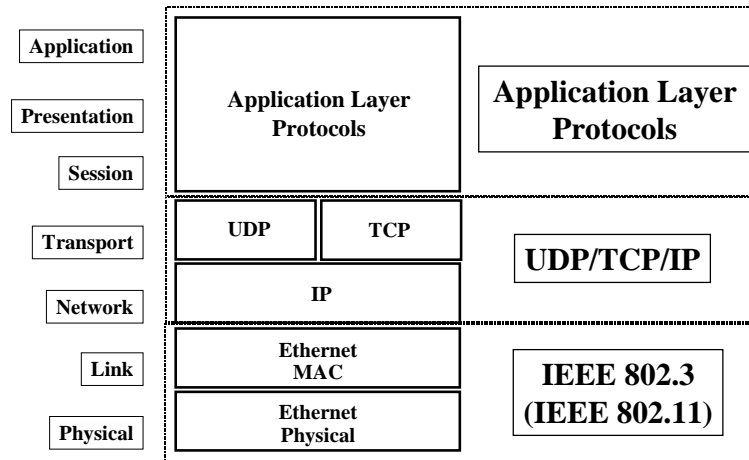 Application
Presentation
Session
Transport
Network
Link
Physical
Application Layer
Protocols
UDP
TCP
IP
Ethernet
MAC
Ethernet
Physical
Application Layer
Protocols
UDP/TCP/IP
IEEE 802.3
(IEEE 802.11)